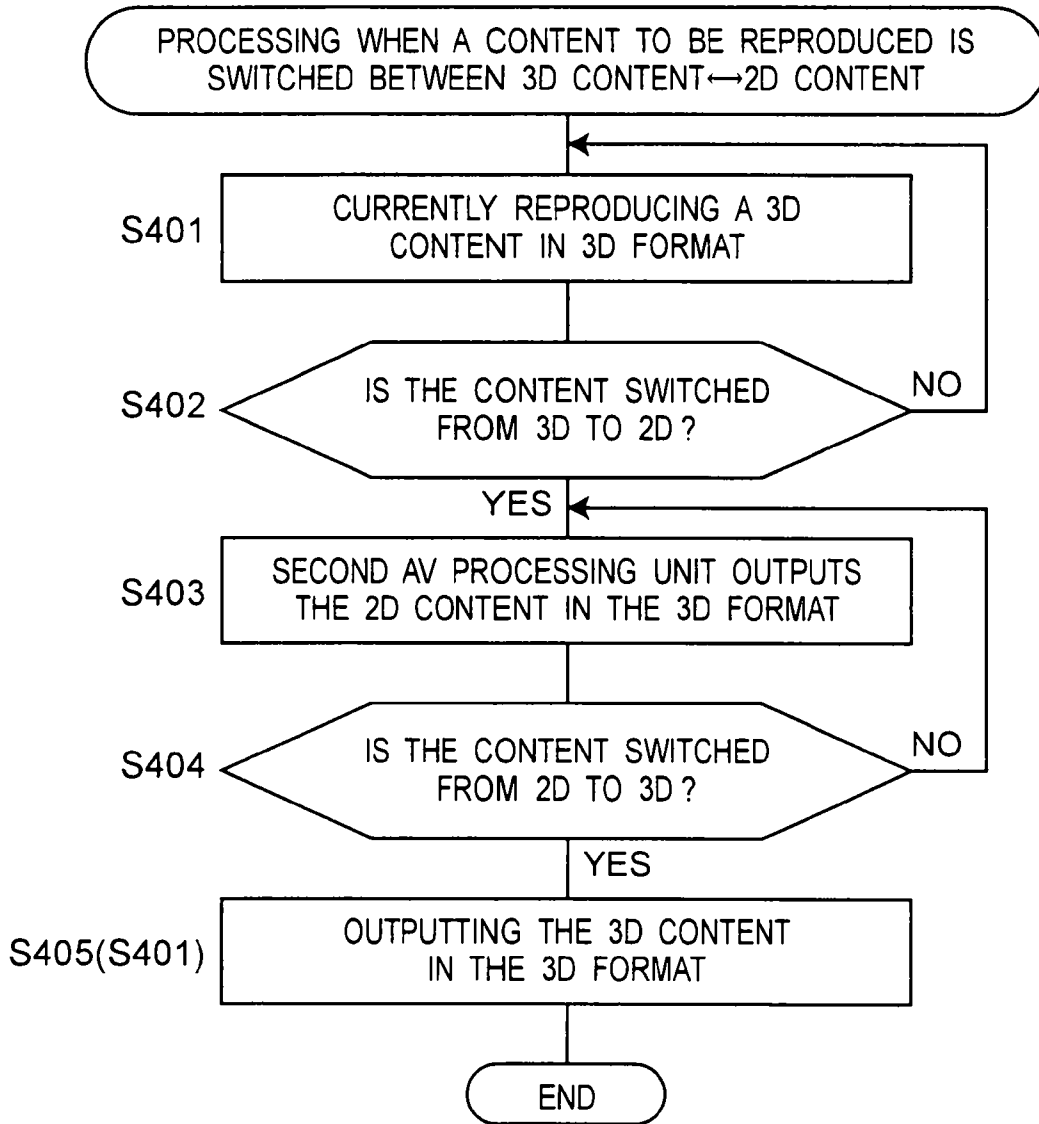 PROCESSING WHEN A CONTENT TO BE REPRODUCED IS
SWITCHED BETWEEN 3D CONTENT↔2D CONTENT
S401
CURRENTLY REPRODUCING A 3D
CONTENT IN 3D FORMAT
S402
IS THE CONTENT SWITCHED
FROM 3D TO 2D?
NO
YES
S403
SECOND AV PROCESSING UNIT OUTPUTS
THE 2D CONTENT IN THE 3D FORMAT
S404
IS THE CONTENT SWITCHED
FROM 2D TO 3D?
NO
YES
S405(S401)
OUTPUTTING THE 3D CONTENT
IN THE 3D FORMAT
END